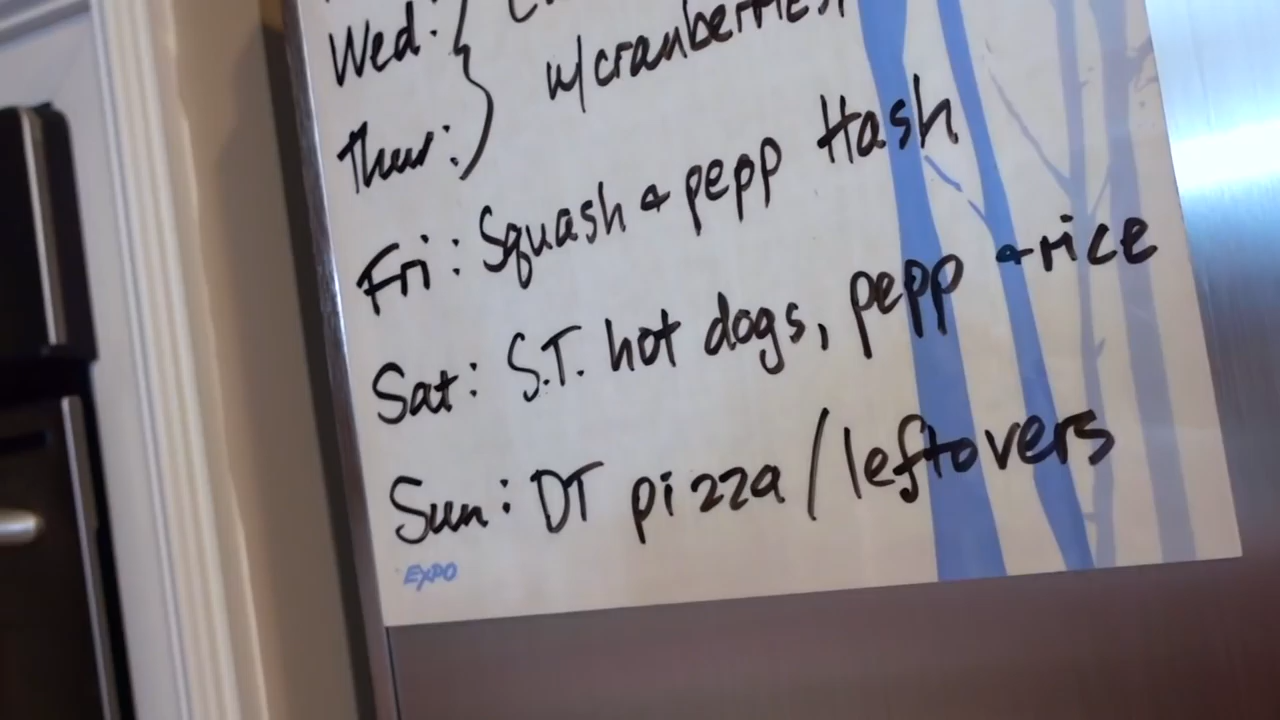 Wed:
w/cranberries,
Thur:
Fri: Squash & pepp Hash
Sat: S.T. hot dogs, pepp & rice
Sun: DT pizza / leftovers
EXPO